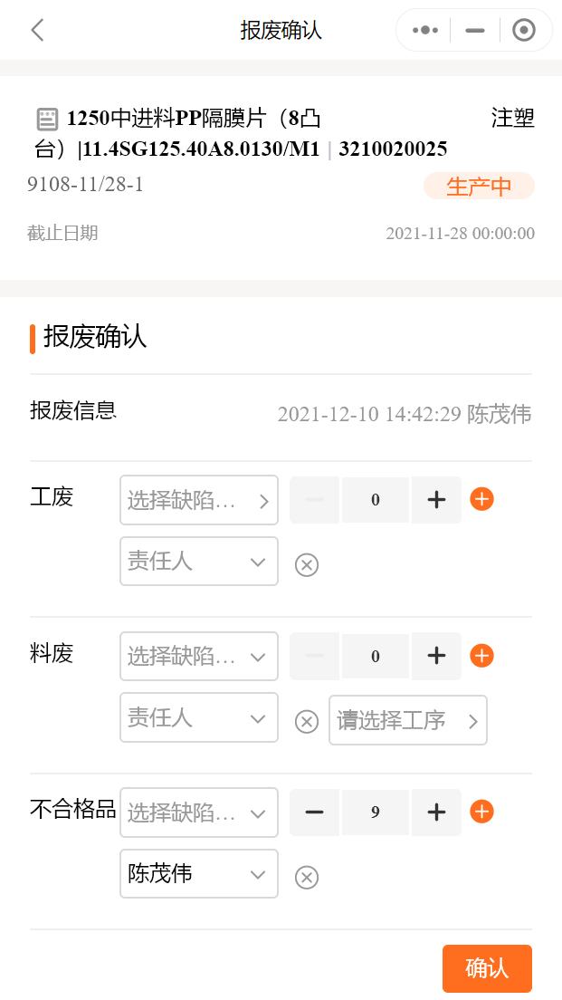 报废确认
1250中进料PP隔膜片（8凸
注塑
台）|11.4SG125.40A8.0130/M1 | 3210020025
9108-11/28-1
生产中
截止日期
2021-11-28 00:00:00
报废确认
报废信息
2021-12-10 14:42:29 陈茂伟
工废
选择缺陷…
0
责任人
料废
选择缺陷…
0
责任人
请选择工序
不合格品
选择缺陷…
9
陈茂伟
确认